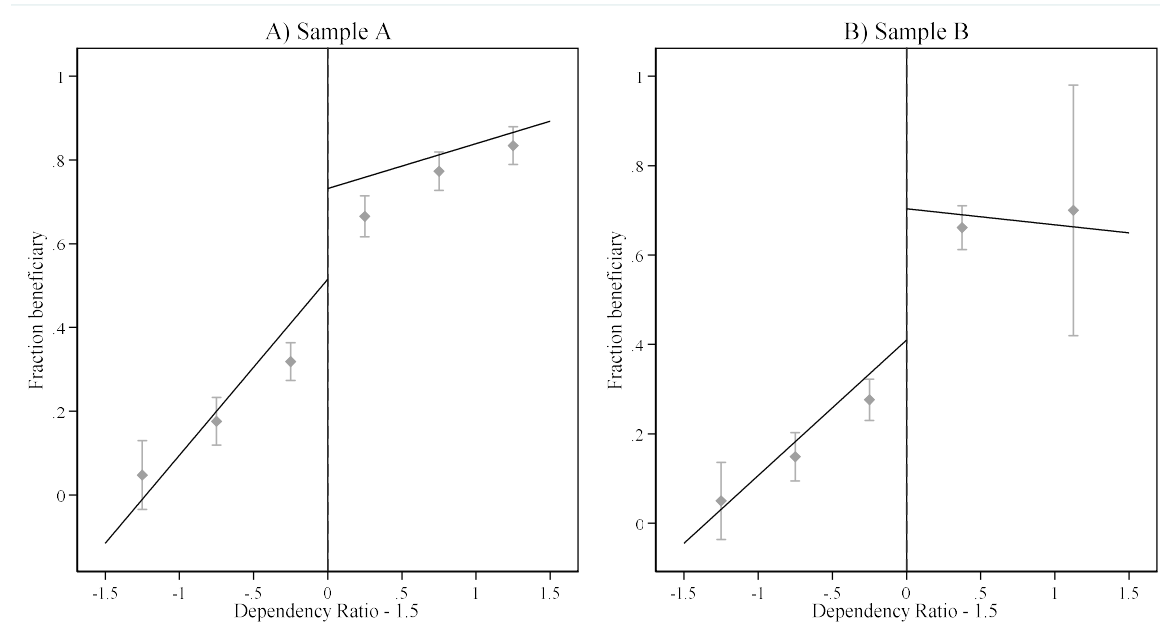 A) Sample A
Fraction beneficiary
1
.8
.6
.4
.2
0
-1.5 -1 -.5 0 .5 1 1.5
Dependency Ratio - 1.5
B) Sample B
Fraction beneficiary
1
.8
.6
.4
.2
0
-1.5 -1 -.5 0 .5 1 1.5
Dependency Ratio - 1.5